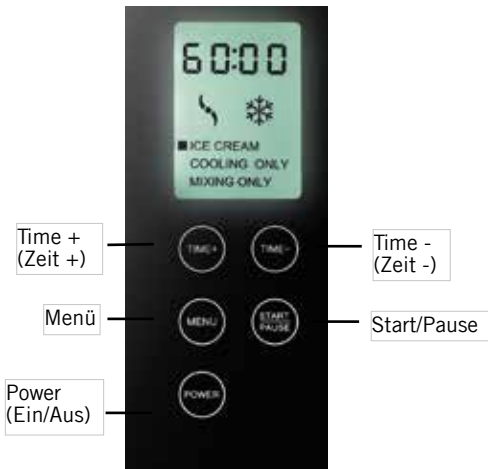 60:00
ICE CREAM
COOLING ONLY
MIXING ONLY
Time +
(Zeit +)
TIME+
TIME-
Time -
(Zeit -)
Menü
MENU
START
PAUSE
Start/Pause
POWER
Power
(Ein/Aus)